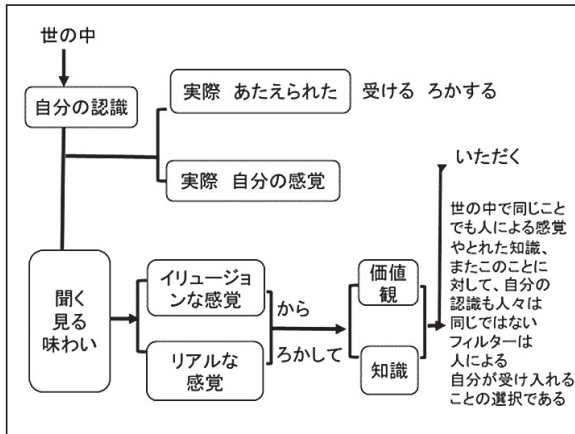 世の中
自分の認識
実際 あたえられた 受ける ろかする
実際 自分の感覚
聞く
見る
味わい
イリュージョ
ンな感覚
リアルな
感覚
から
ろかして
価値
観
知識
いただく
世の中で同じこと
でも人による感覚
やとれた知識、
またこのことに
対して、自分の
認識も人々は
同じではない
フィルターは
人による
自分が受け入れる
ことの選択である